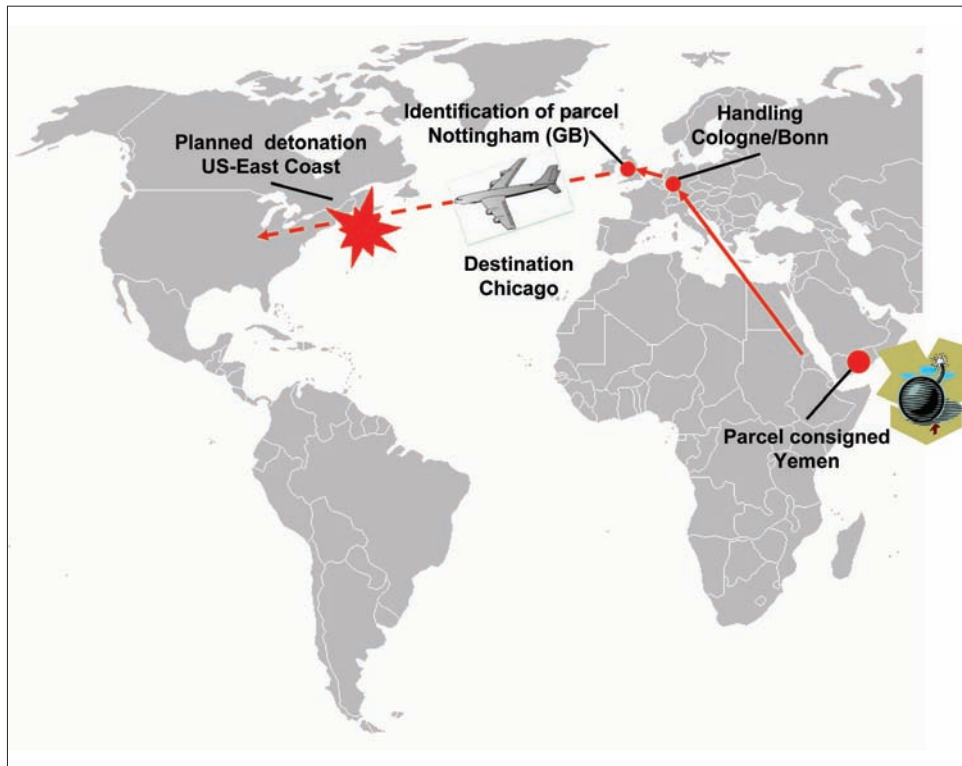 Identification of parcel
Nottingham (GB)
Handling
Cologne/Bonn
Planned detonation
US-East Coast
Destination
Chicago
Parcel consigned
Yemen